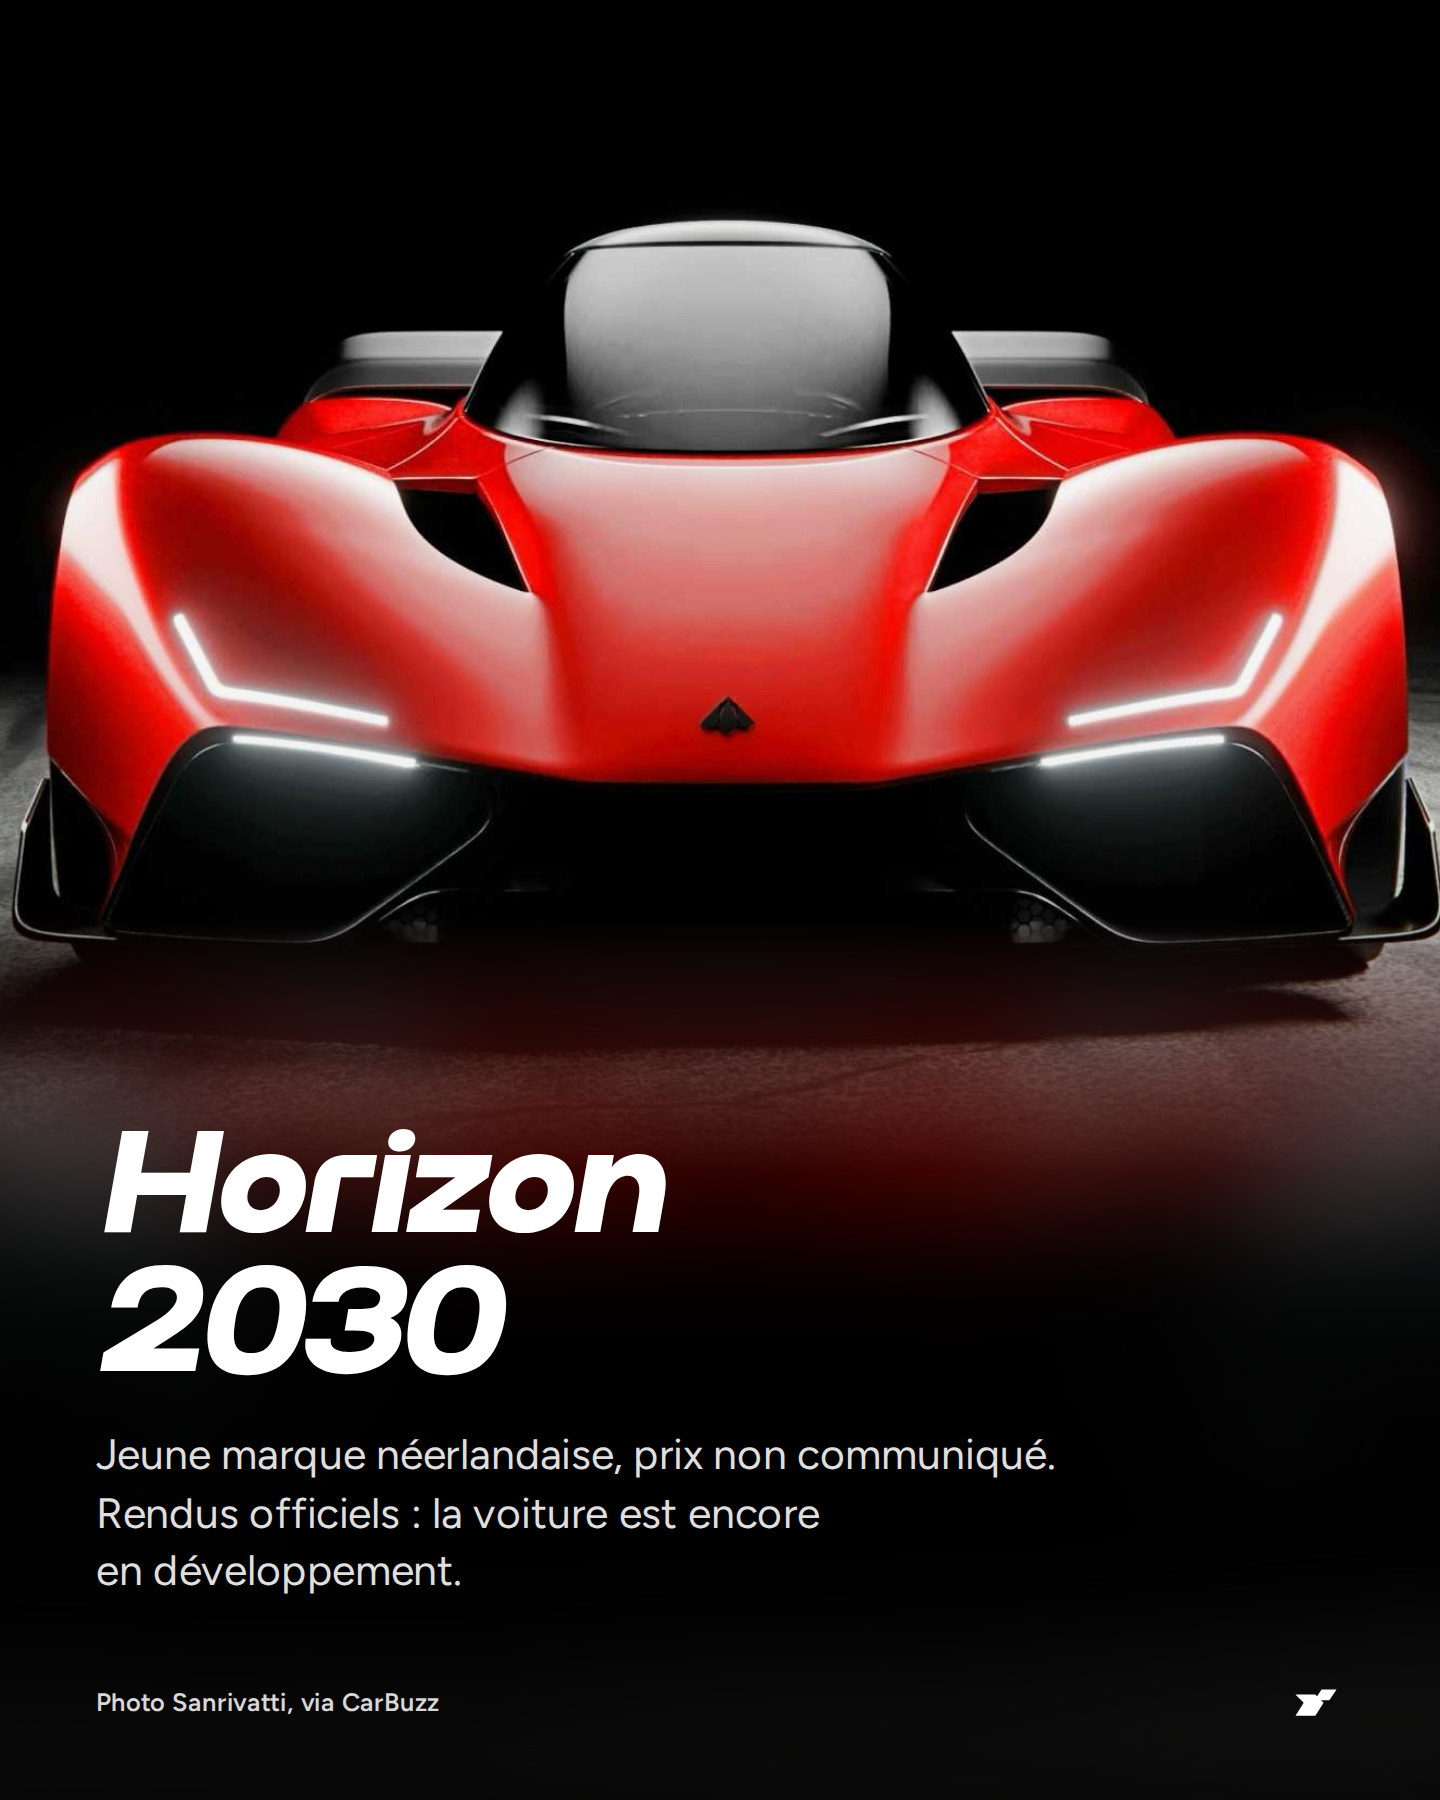 Horizon
2030
Jeune marque néerlandaise, prix non communiqué.
Rendus officiels : la voiture est encore
en développement.
Photo Sanrivatti, via CarBuzz